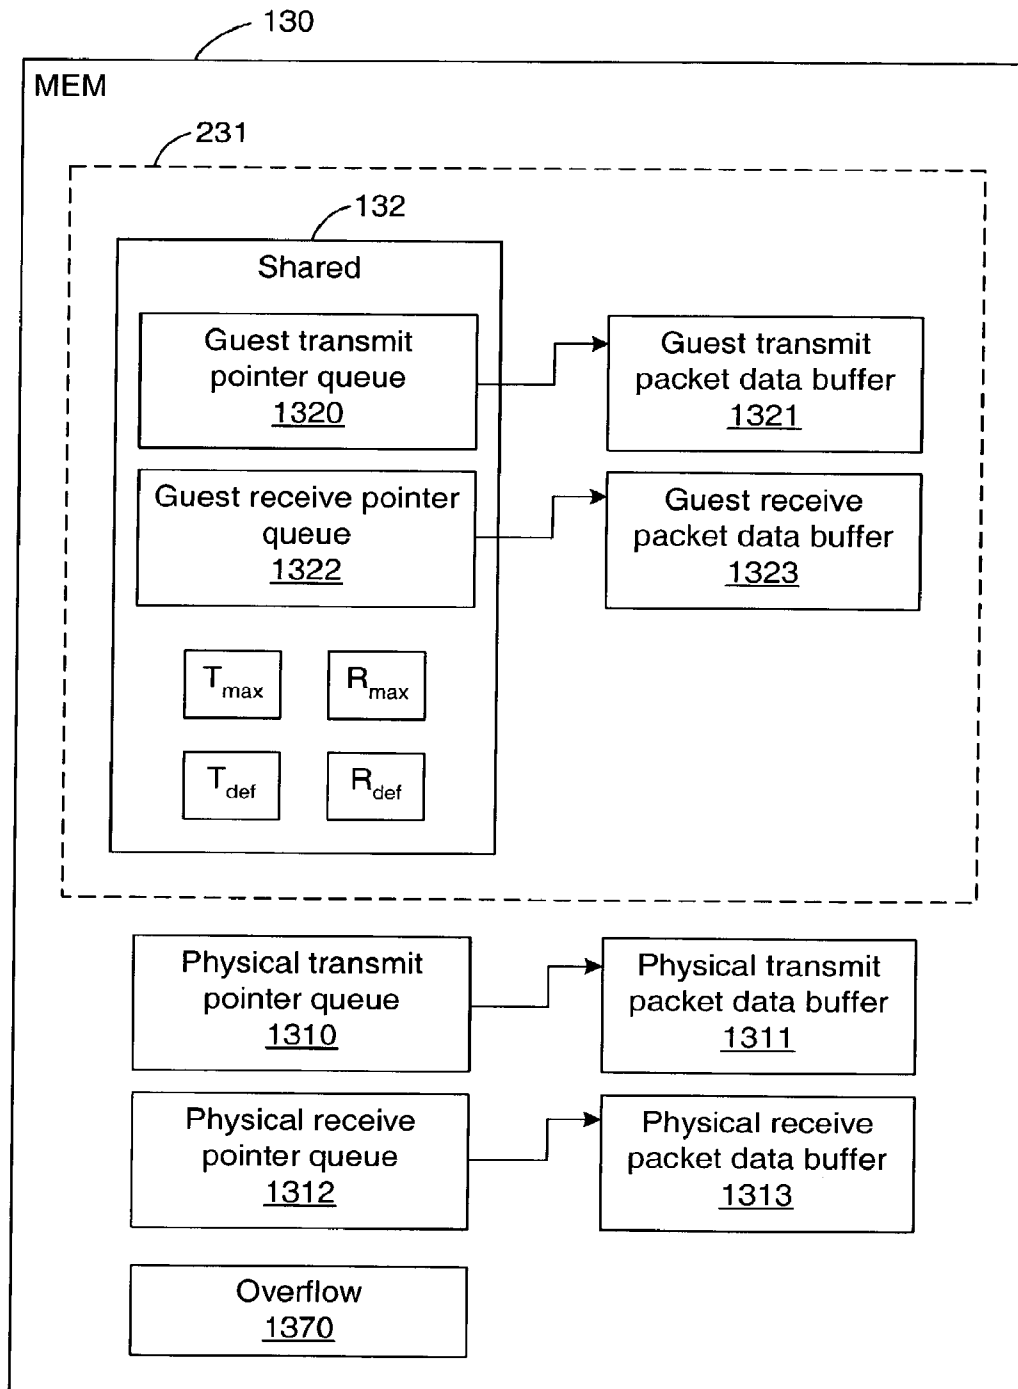 130
MEM
231
132
Shared
Guest transmit
pointer queue
1320
Guest transmit
packet data buffer
1321
Guest receive pointer
queue
1322
Guest receive
packet data buffer
1323
Tmax
Rmax
Tdef
Rdef
Physical transmit
pointer queue
1310
Physical transmit
packet data buffer
1311
Physical receive
pointer queue
1312
Physical receive
packet data buffer
1313
Overflow
1370